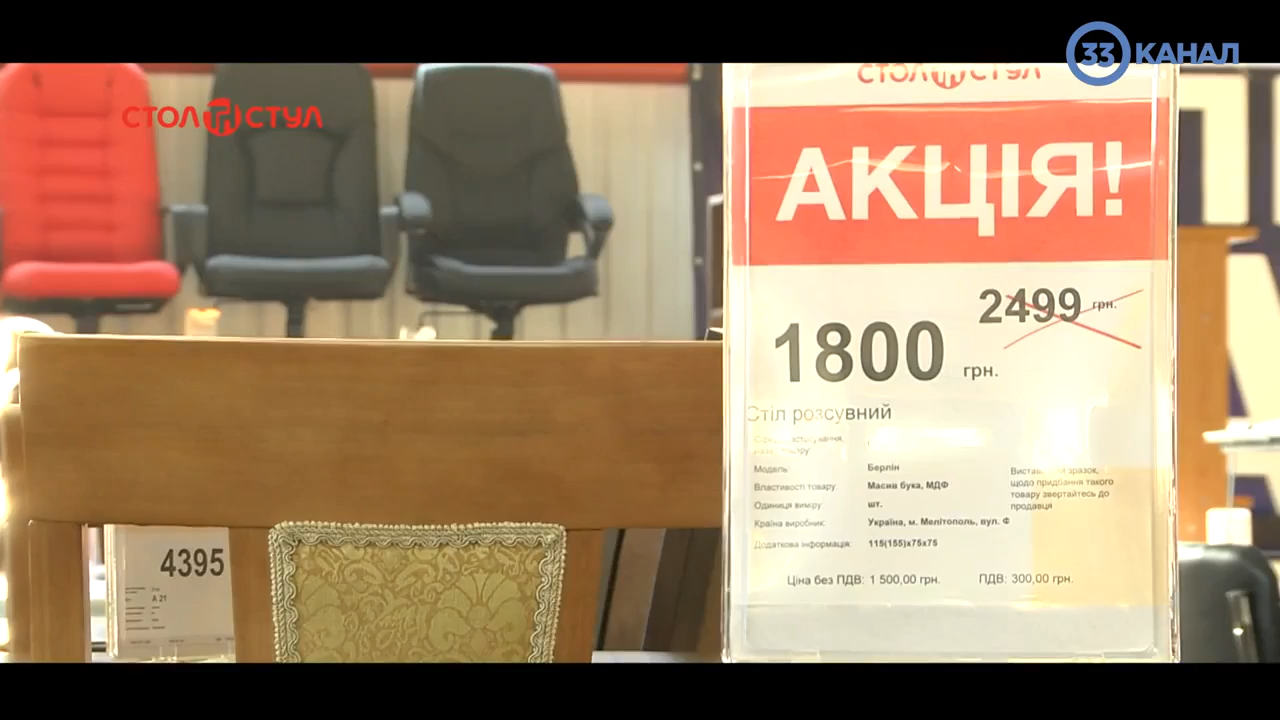 33 КАНАЛ
СТОЛ СТУЛ
СТОЛ СТУЛ
АКЦІЯ!
2499 грн.
1800 грн.
Стіл розсувний
Модель: Берлін
Властивості товару: Масив бука, МДФ
Одиниця виміру: шт.
Країна виробник: Україна, м. Мелітополь, вул. Ф
Додаткова інформація: 115(155)x75x75
зразок,
щодо придбання такого
товару звертайтесь до
продавця
Ціна без ПДВ: 1 500,00 грн. ПДВ: 300,00 грн.
4395
А 21